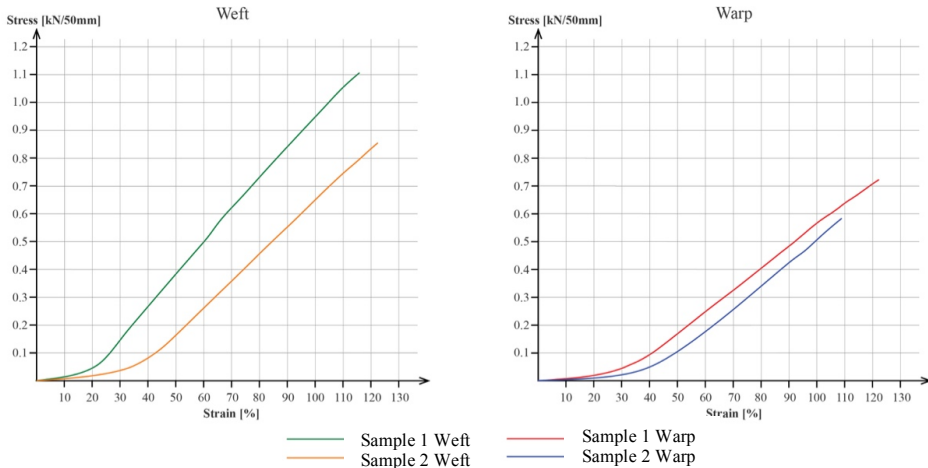 Weft
Stress [kN/50mm]
1.2
1.1
1.0
0.9
0.8
0.7
0.6
0.5
0.4
0.3
0.2
0.1
10 20 30 40 50 60 70 80 90 100 110 120 130
Strain [%]
Warp
Stress [kN/50mm]
1.2
1.1
1.0
0.9
0.8
0.7
0.6
0.5
0.4
0.3
0.2
0.1
10 20 30 40 50 60 70 80 90 100 110 120 130
Strain [%]
Sample 1 Weft
Sample 2 Weft
Sample 1 Warp
Sample 2 Warp